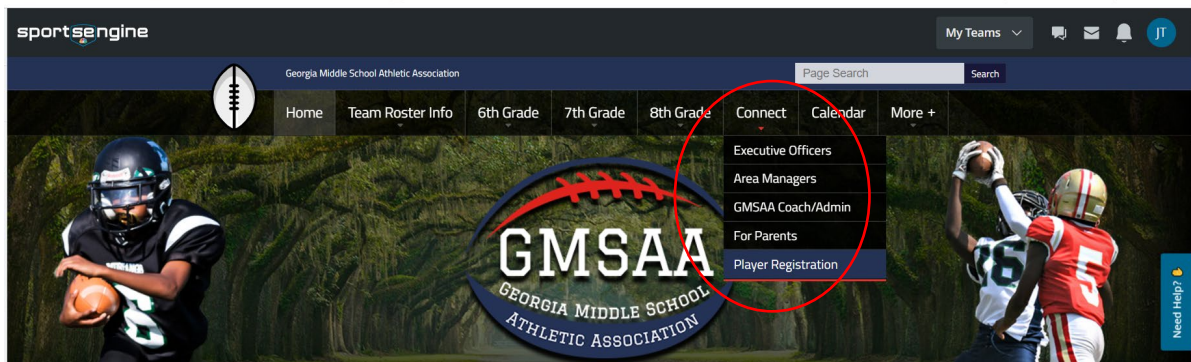 sportsengine
My Teams
JT
Georgia Middle School Athletic Association
Page Search
Search
Home
Team Roster Info
6th Grade
7th Grade
8th Grade
Connect
Calendar
More +
Executive Officers
Area Managers
GMSAA Coach/Admin
For Parents
Player Registration
GMSAA
GEORGIA MIDDLE SCHOOL
ATHLETIC ASSOCIATION
8
26
5
Need Help?